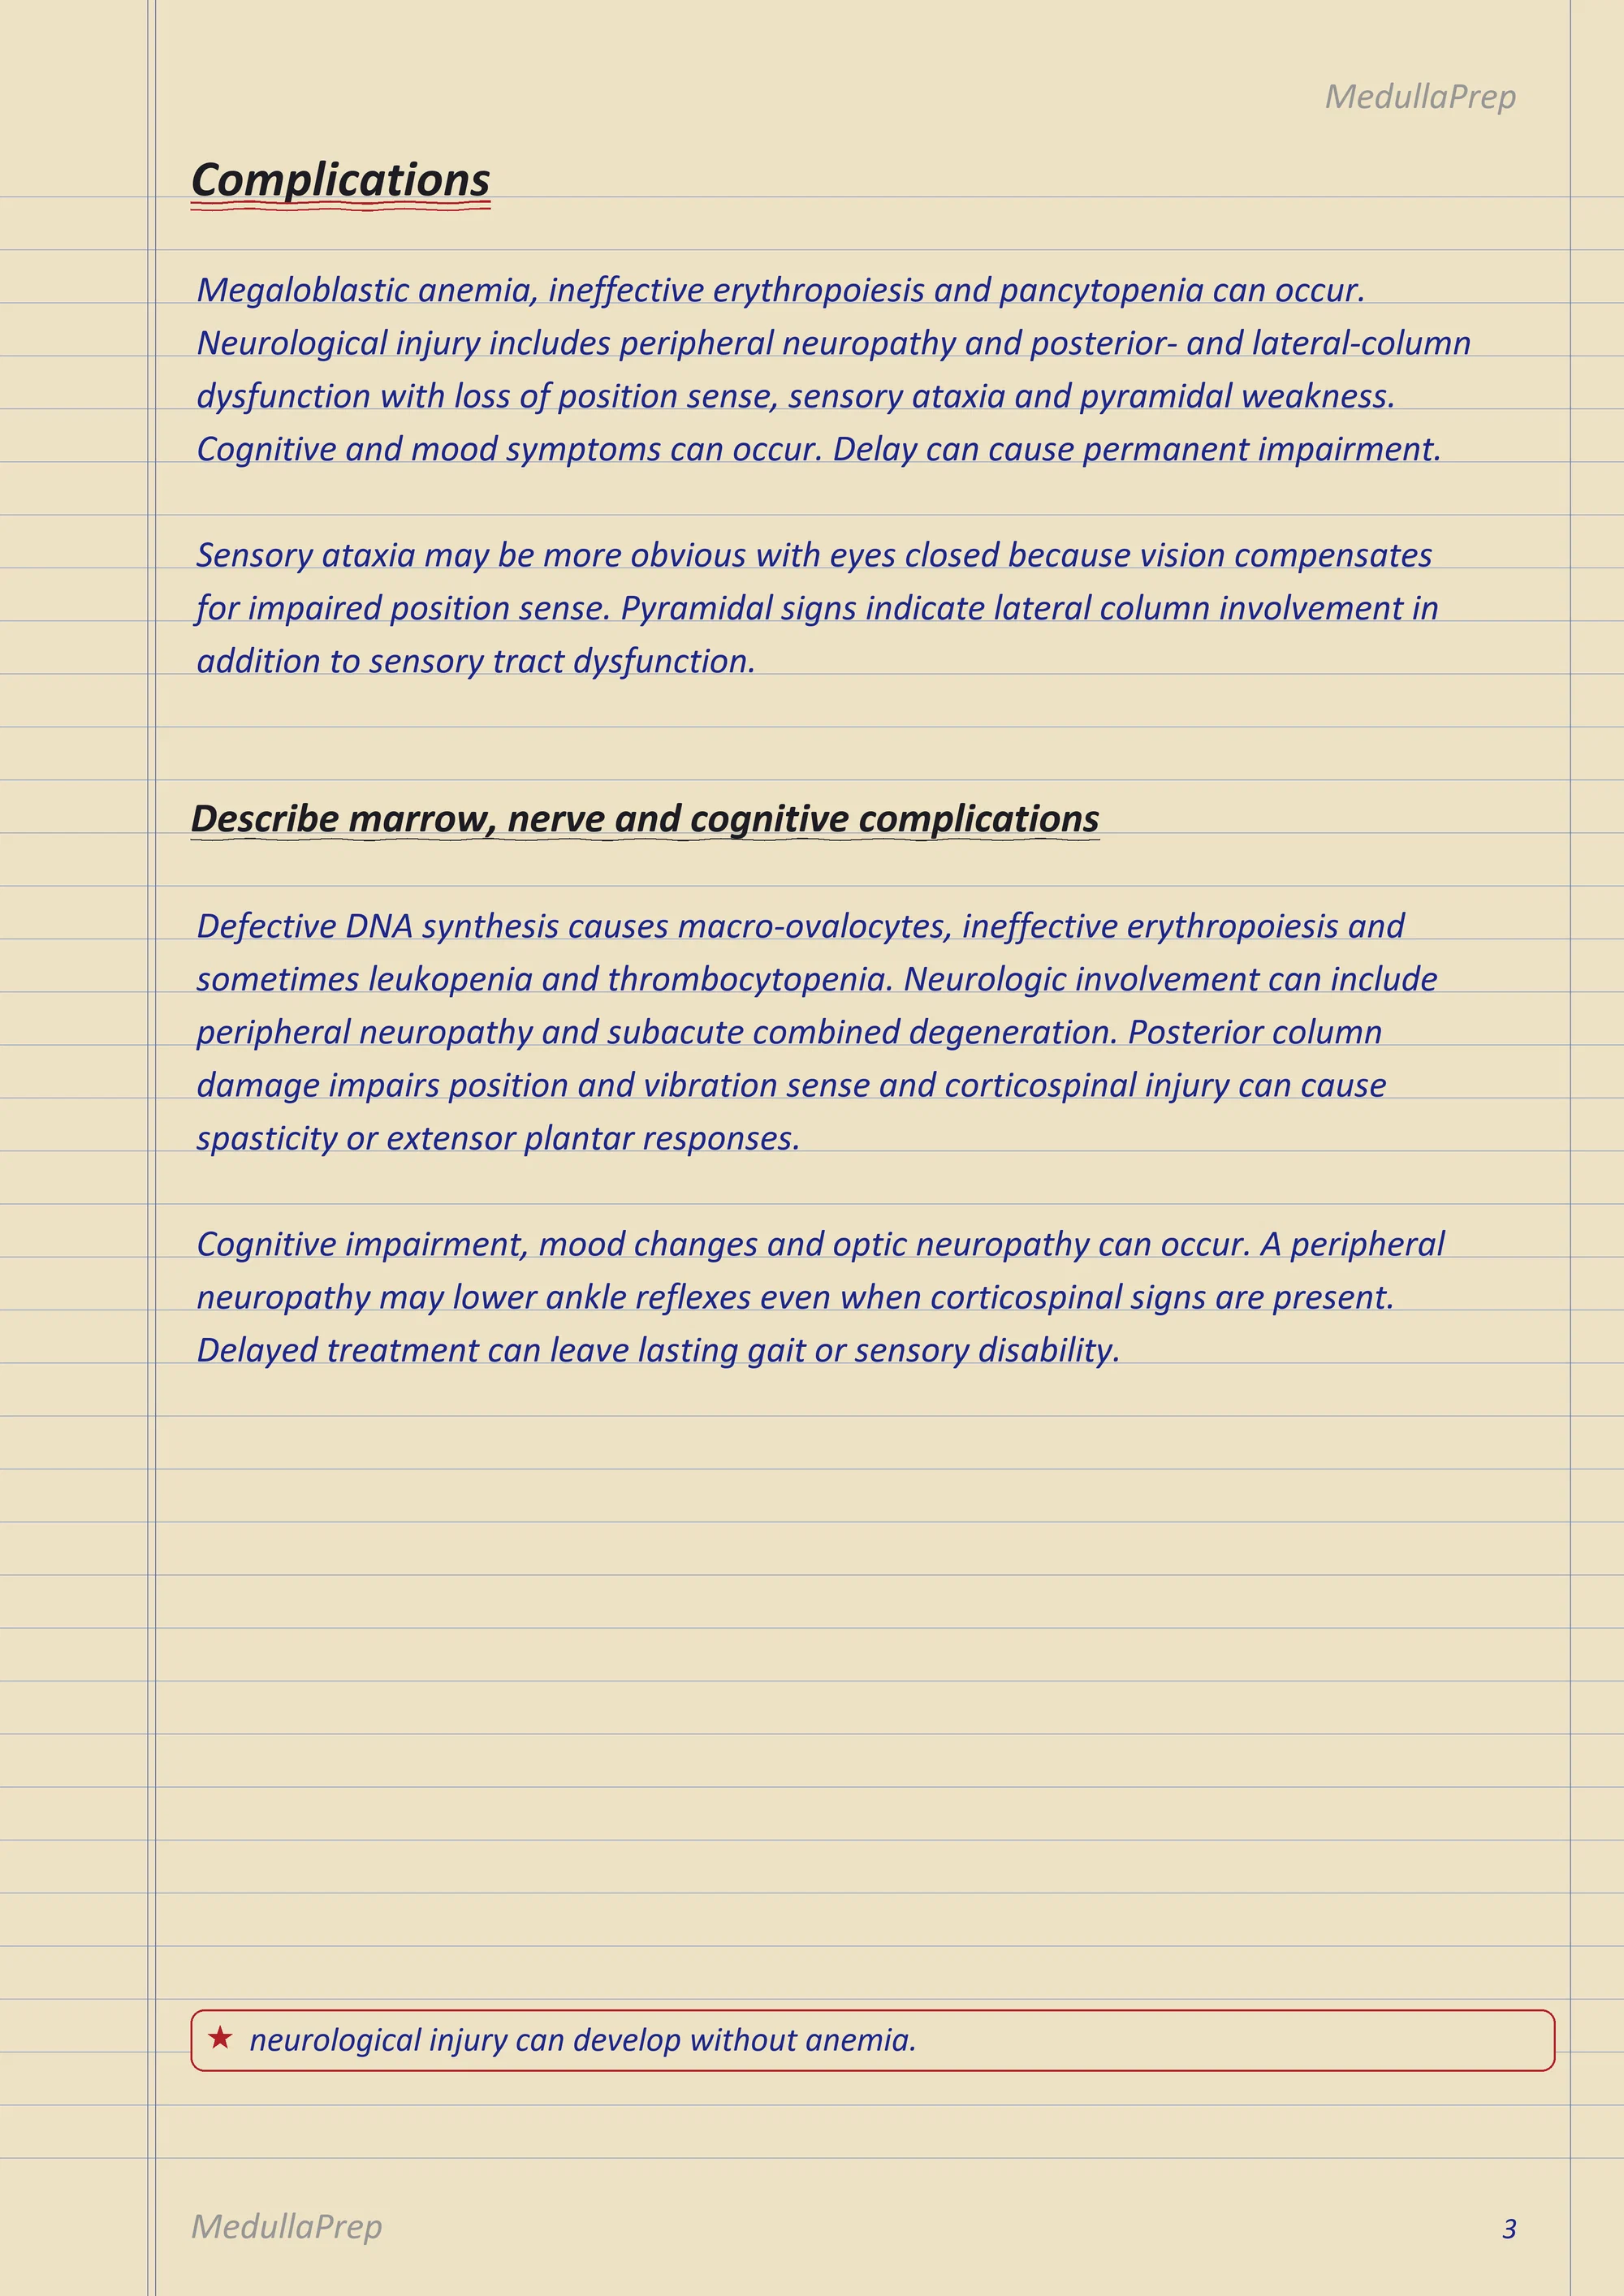 MedullaPrep
Complications
Megaloblastic anemia, ineffective erythropoiesis and pancytopenia can occur.
Neurological injury includes peripheral neuropathy and posterior- and lateral-column
dysfunction with loss of position sense, sensory ataxia and pyramidal weakness.
Cognitive and mood symptoms can occur. Delay can cause permanent impairment.
Sensory ataxia may be more obvious with eyes closed because vision compensates
for impaired position sense. Pyramidal signs indicate lateral column involvement in
addition to sensory tract dysfunction.
Describe marrow, nerve and cognitive complications
Defective DNA synthesis causes macro-ovalocytes, ineffective erythropoiesis and
sometimes leukopenia and thrombocytopenia. Neurologic involvement can include
peripheral neuropathy and subacute combined degeneration. Posterior column
damage impairs position and vibration sense and corticospinal injury can cause
spasticity or extensor plantar responses.
Cognitive impairment, mood changes and optic neuropathy can occur. A peripheral
neuropathy may lower ankle reflexes even when corticospinal signs are present.
Delayed treatment can leave lasting gait or sensory disability.
★ neurological injury can develop without anemia.
MedullaPrep
3